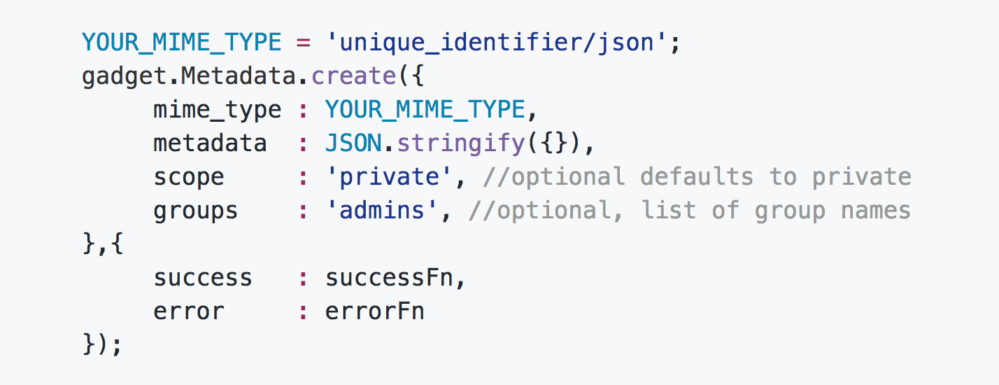 YOUR_MIME_TYPE = 'unique_identifier/json';
gadget.Metadata.create({
     mime_type : YOUR_MIME_TYPE,
     metadata  : JSON.stringify({}),
     scope     : 'private', //optional defaults to private
     groups    : 'admins', //optional, list of group names
},{
     success   : successFn,
     error     : errorFn
});